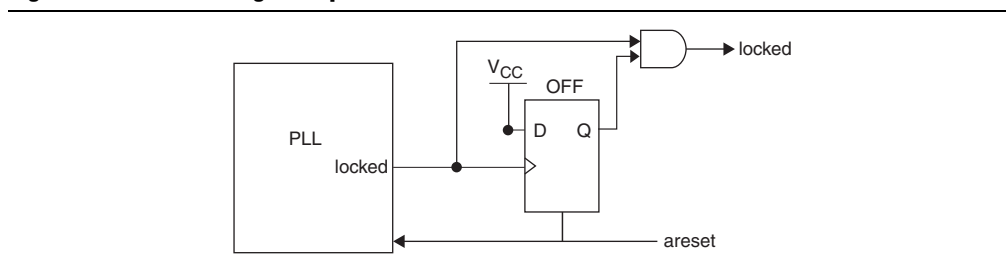 locked
VCC
OFF
D Q
PLL
locked
areset